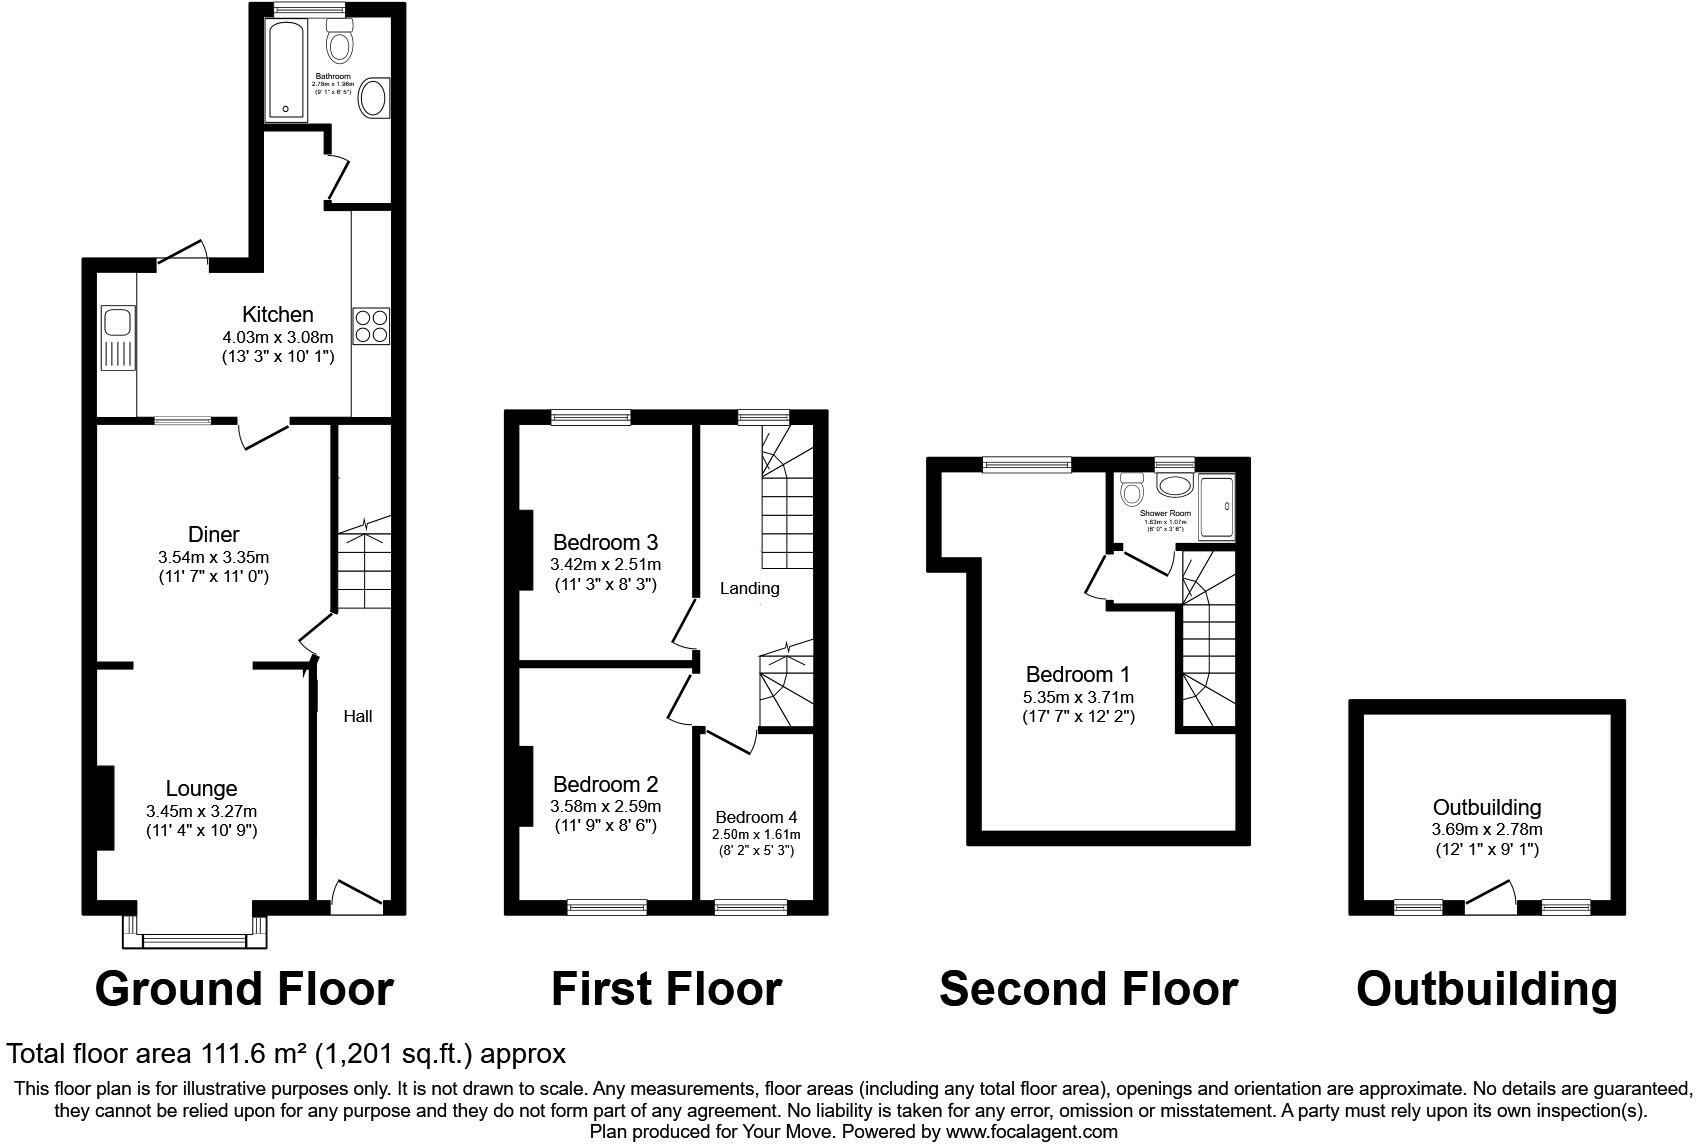 Bathroom
2.78m x 1.96m
(9' 1" x 6' 5")
Kitchen
4.03m x 3.08m
(13' 3" x 10' 1")
Diner
3.54m x 3.35m
(11' 7" x 11' 0")
Hall
Lounge
3.45m x 3.27m
(11' 4" x 10' 9")
Bedroom 3
3.42m x 2.51m
(11' 3" x 8' 3")
Landing
Bedroom 2
3.58m x 2.59m
(11' 9" x 8' 6")
Bedroom 4
2.50m x 1.61m
(8' 2" x 5' 3")
Shower Room
1.83m x 1.07m
(6' 0" x 3' 6")
Bedroom 1
5.35m x 3.71m
(17' 7" x 12' 2")
Outbuilding
3.69m x 2.78m
(12' 1" x 9' 1")
Ground Floor
First Floor
Second Floor
Outbuilding
Total floor area 111.6 m² (1,201 sq.ft.) approx
This floor plan is for illustrative purposes only. It is not drawn to scale. Any measurements, floor areas (including any total floor area), openings and orientation are approximate. No details are guaranteed,
they cannot be relied upon for any purpose and they do not form part of any agreement. No liability is taken for any error, omission or misstatement. A party must rely upon its own inspection(s).
Plan produced for Your Move. Powered by www.focalagent.com